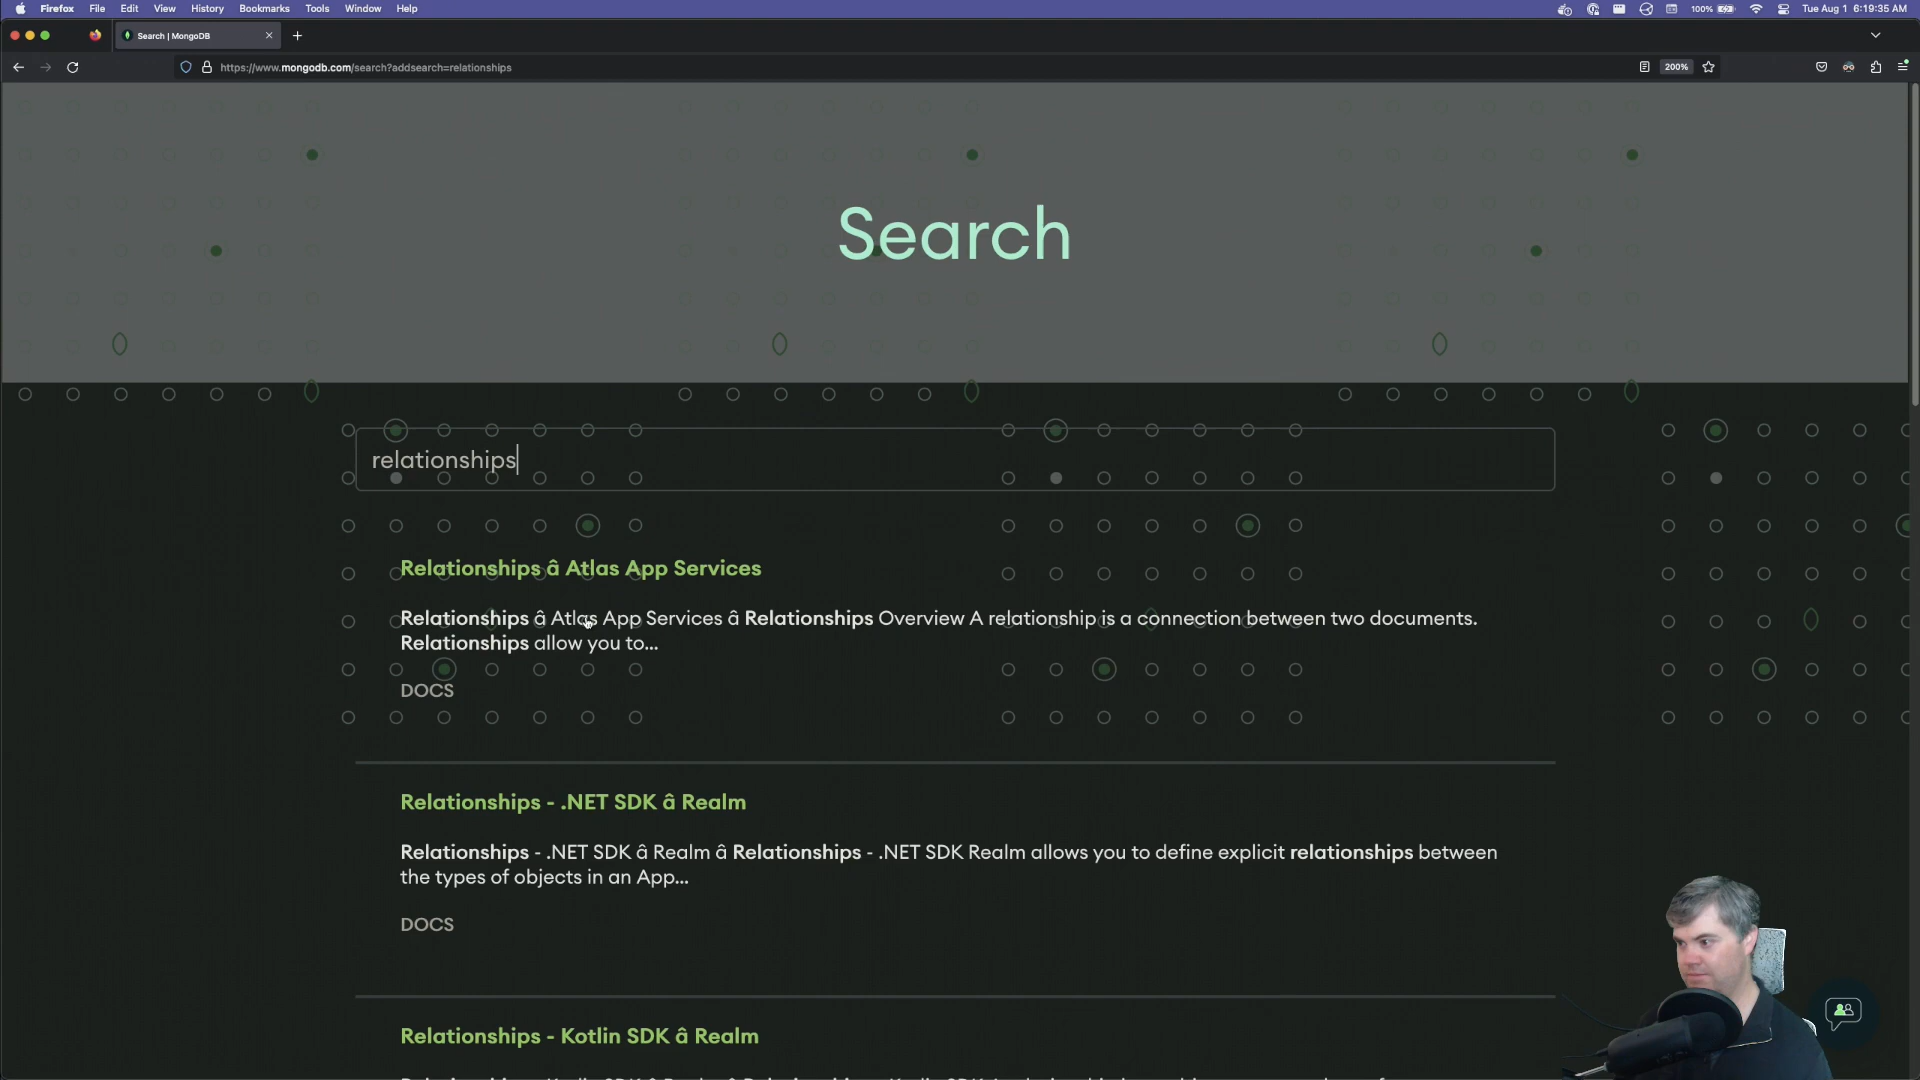 Firefox File Edit View History Bookmarks Tools Window Help 100% Tue Aug 1 6:19:35 AM
Search | MongoDB
https://www.mongodb.com/search?addsearch=relationships 200%
Search
relationships
Relationships â Atlas App Services
Relationships â Atlas App Services â Relationships Overview A relationship is a connection between two documents.
Relationships allow you to...
DOCS
Relationships - .NET SDK â Realm
Relationships - .NET SDK â Realm â Relationships - .NET SDK Realm allows you to define explicit relationships between
the types of objects in an App...
DOCS
Relationships - Kotlin SDK â Realm